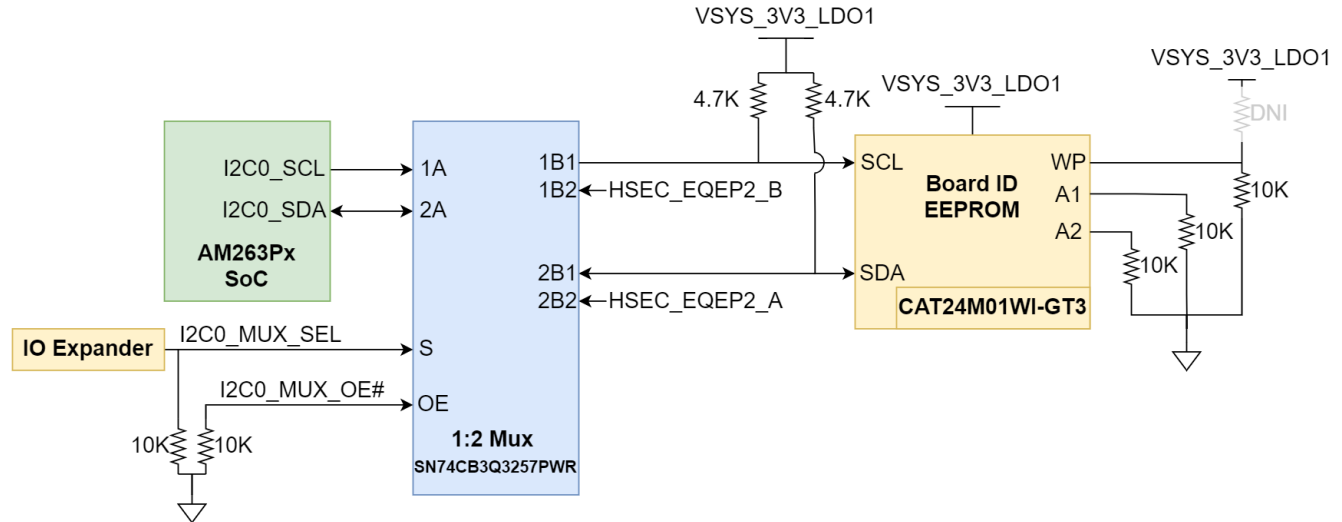 VSYS_3V3_LDO1
VSYS_3V3_LDO1
VSYS_3V3_LDO1
4.7K
4.7K
DNI
I2C0_SCL
1A
1B1
SCL
Board ID
EEPROM
WP
1B2
HSEC_EQEP2_B
A1
10K
I2C0_SDA
2A
A2
10K
AM263Px
SoC
10K
2B1
SDA
2B2
HSEC_EQEP2_A
CAT24M01WI-GT3
IO Expander
I2C0_MUX_SEL
S
I2C0_MUX_OE#
OE
10K
10K
1:2 Mux
SN74CB3Q3257PWR